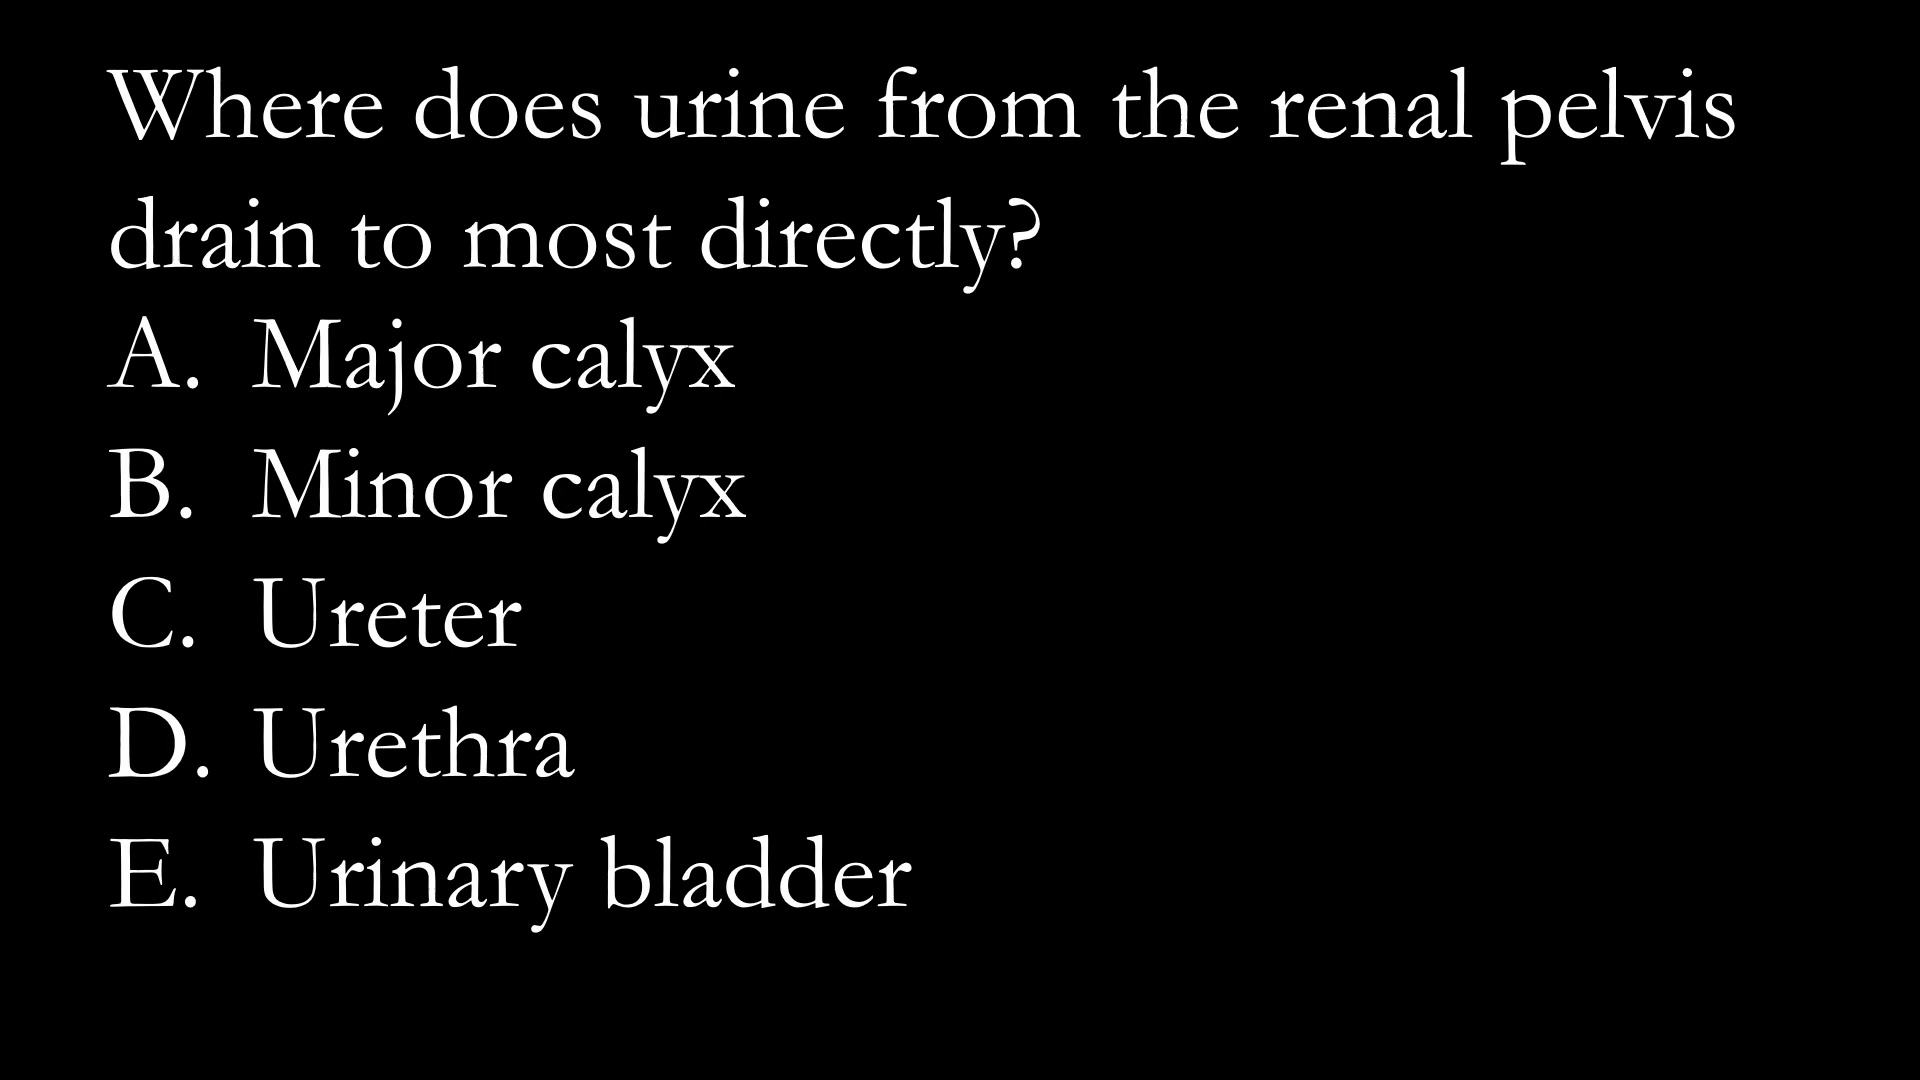 Where does urine from the renal pelvis
drain to most directly?
A. Major calyx
B. Minor calyx
C. Ureter
D. Urethra
E. Urinary bladder